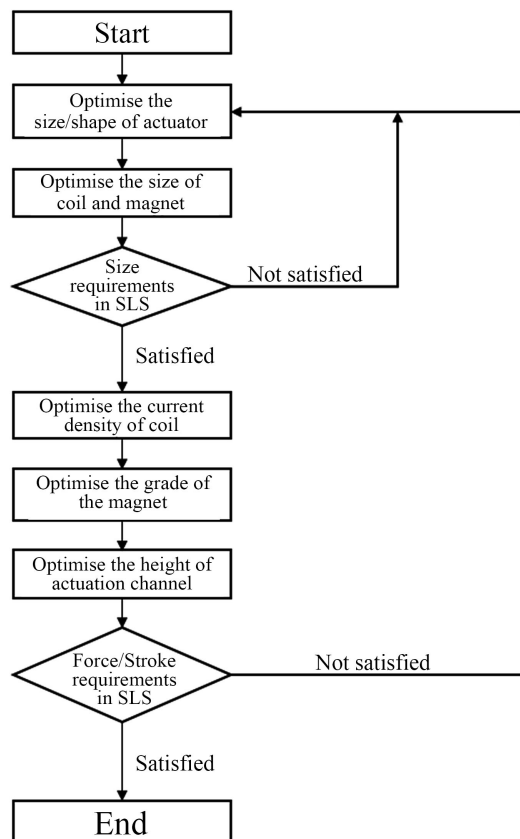 Start
Optimise the
size/shape of actuator
Optimise the size of
coil and magnet
Size
requirements
in SLS
Not satisfied
Satisfied
Optimise the current
density of coil
Optimise the grade of
the magnet
Optimise the height of
actuation channel
Force/Stroke
requirements
in SLS
Not satisfied
Satisfied
End